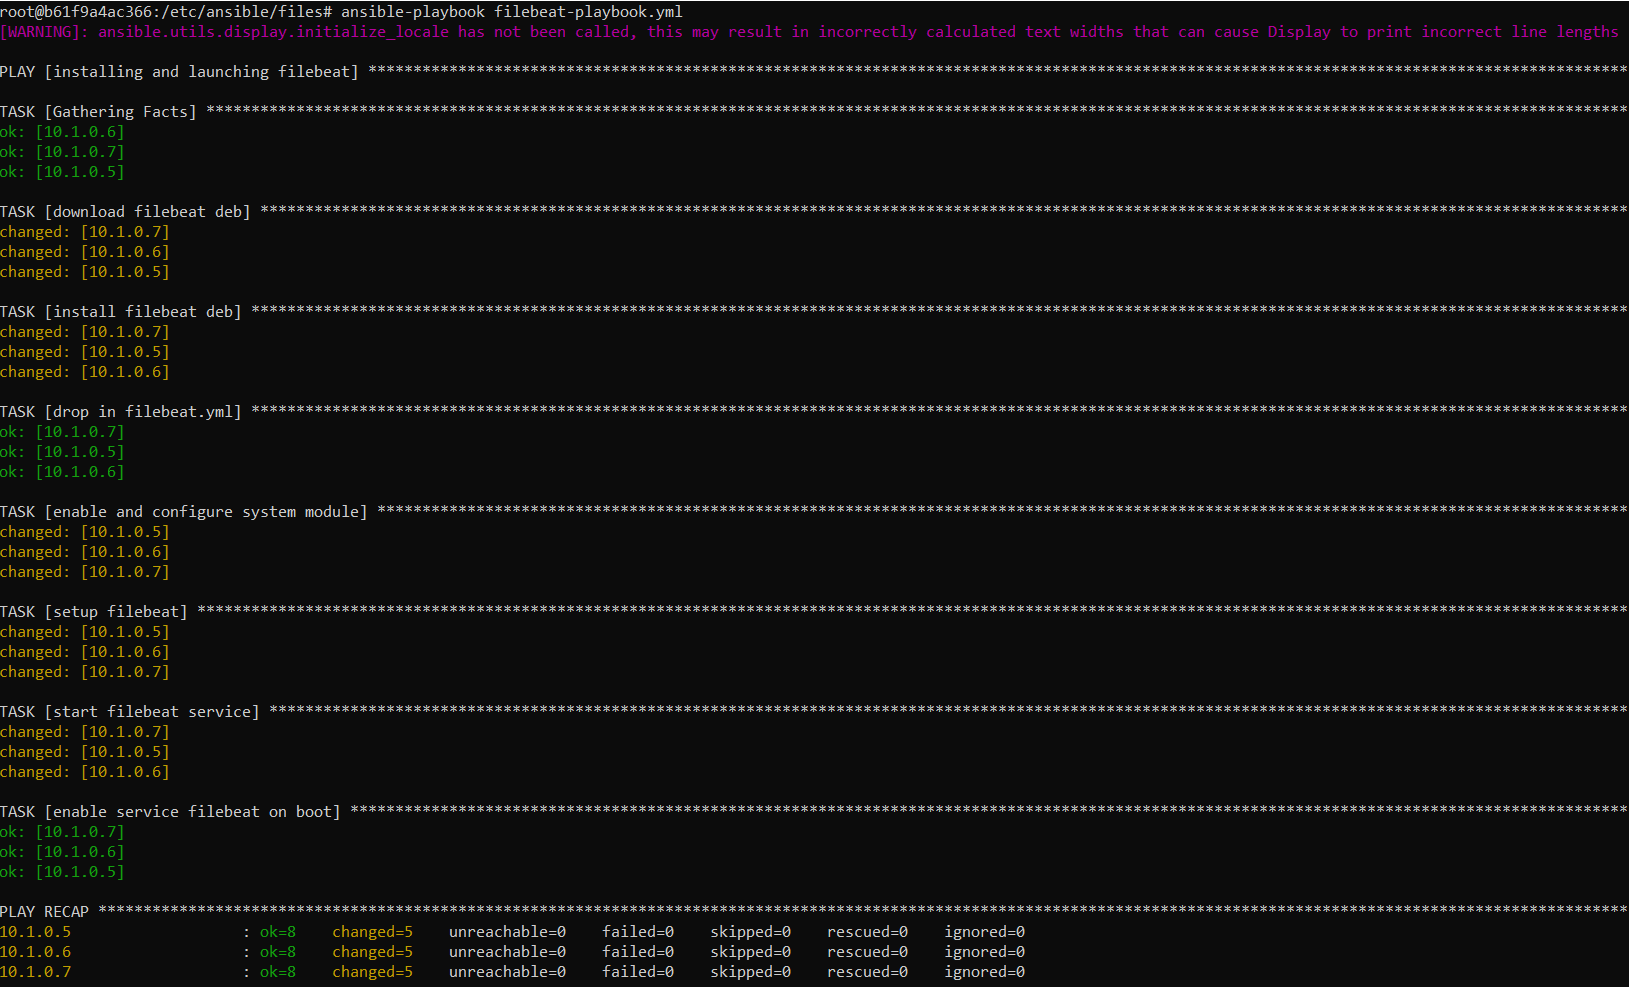 root@b61f9a4ac366:/etc/ansible/files# ansible-playbook filebeat-playbook.yml
[WARNING]: ansible.utils.display.initialize_locale has not been called, this may result in incorrectly calculated text widths that can cause Display to print incorrect line lengths
PLAY [installing and launching filebeat] ********************************************************************************************************************************************
TASK [Gathering Facts] **************************************************************************************************************************************************************
ok: [10.1.0.6]
ok: [10.1.0.7]
ok: [10.1.0.5]
TASK [download filebeat deb] ********************************************************************************************************************************************************
changed: [10.1.0.7]
changed: [10.1.0.6]
changed: [10.1.0.5]
TASK [install filebeat deb] *********************************************************************************************************************************************************
changed: [10.1.0.7]
changed: [10.1.0.5]
changed: [10.1.0.6]
TASK [drop in filebeat.yml] *********************************************************************************************************************************************************
ok: [10.1.0.7]
ok: [10.1.0.5]
ok: [10.1.0.6]
TASK [enable and configure system module] *******************************************************************************************************************************************
changed: [10.1.0.5]
changed: [10.1.0.6]
changed: [10.1.0.7]
TASK [setup filebeat] ***************************************************************************************************************************************************************
changed: [10.1.0.5]
changed: [10.1.0.6]
changed: [10.1.0.7]
TASK [start filebeat service] *******************************************************************************************************************************************************
changed: [10.1.0.7]
changed: [10.1.0.5]
changed: [10.1.0.6]
TASK [enable service filebeat on boot] **********************************************************************************************************************************************
ok: [10.1.0.7]
ok: [10.1.0.6]
ok: [10.1.0.5]
PLAY RECAP **************************************************************************************************************************************************************************
10.1.0.5                   : ok=8    changed=5    unreachable=0    failed=0    skipped=0    rescued=0    ignored=0
10.1.0.6                   : ok=8    changed=5    unreachable=0    failed=0    skipped=0    rescued=0    ignored=0
10.1.0.7                   : ok=8    changed=5    unreachable=0    failed=0    skipped=0    rescued=0    ignored=0